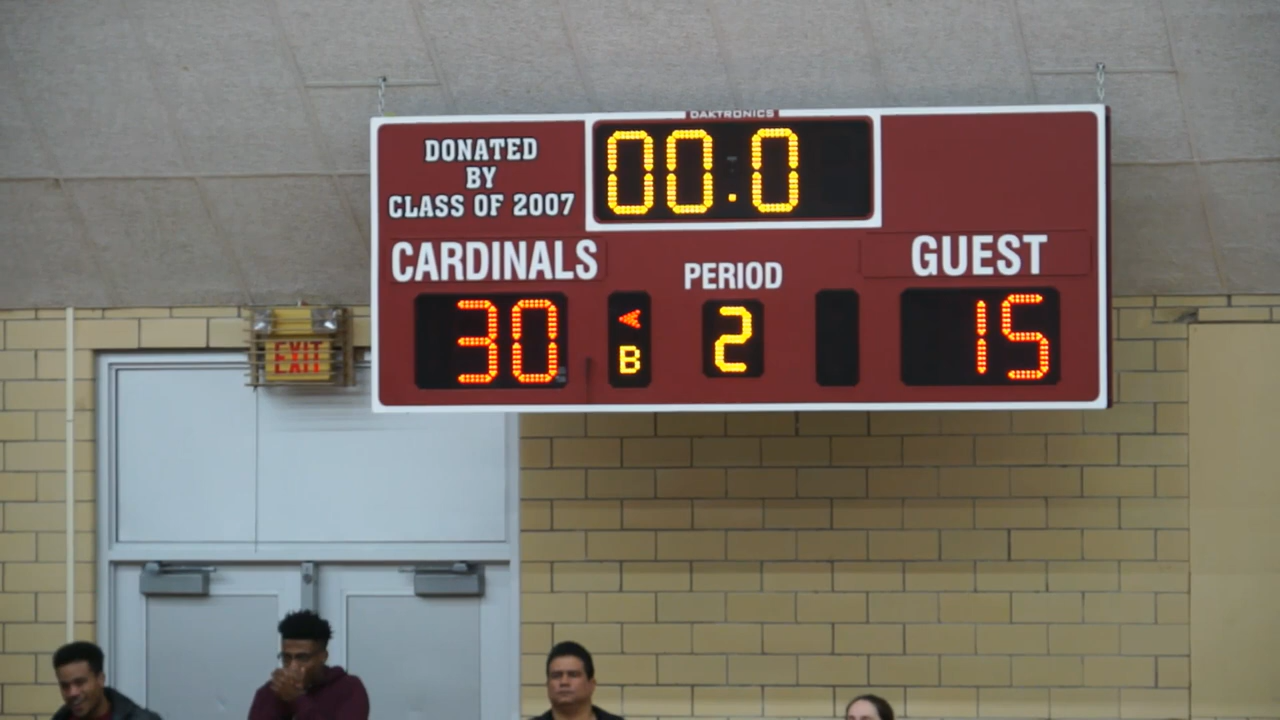 DAKTRONICS
DONATED
BY
CLASS OF 2007
00.0
CARDINALS
PERIOD
GUEST
30
B
2
15
EXIT